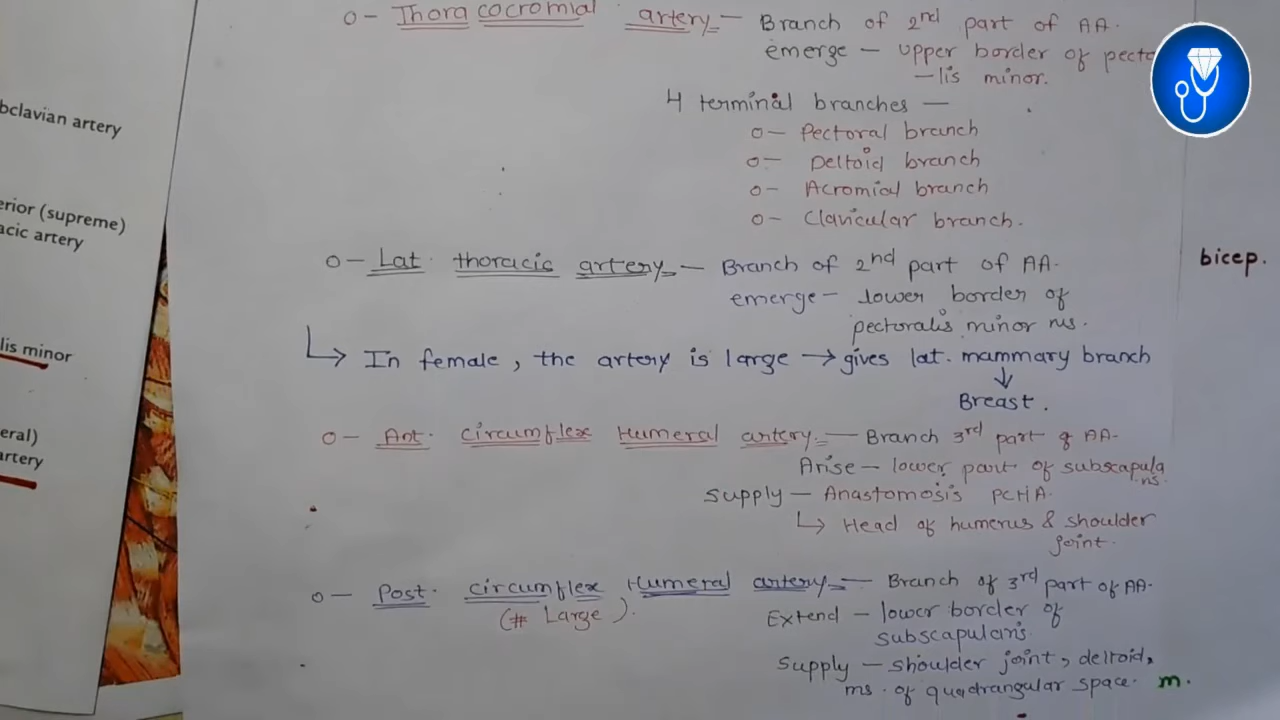 bclavian artery
erior (supreme)
acic artery
lis minor
eral)
artery
o- Thoracocromial artery - Branch of 2nd part of AA.
emerge - upper border of pecto
-lis minor.
4 terminal branches -
o- Pectoral branch
o- Deltoid branch
o- Acromial branch
o- Clavicular branch.
o- Lat. thoracic artery - Branch of 2nd part of AA.
emerge - lower border of
pectoralis minor ms.
↳ In female, the artery is large → gives lat. mammary branch
↓
Breast.
o- Ant. circumflex Humeral artery. - Branch 3rd part of AA-
Arise - lower part of subscapula
ns.
Supply - Anastomosis PCHA.
↳ Head of humerus & shoulder
joint.
o- Post. circumflex Humeral artery - Branch of 3rd part of AA-
(# Large).
Extend - lower border of
subscapularis
Supply - shoulder joint, deltoid,
ms. of quadrangular space.
bicep.
m.